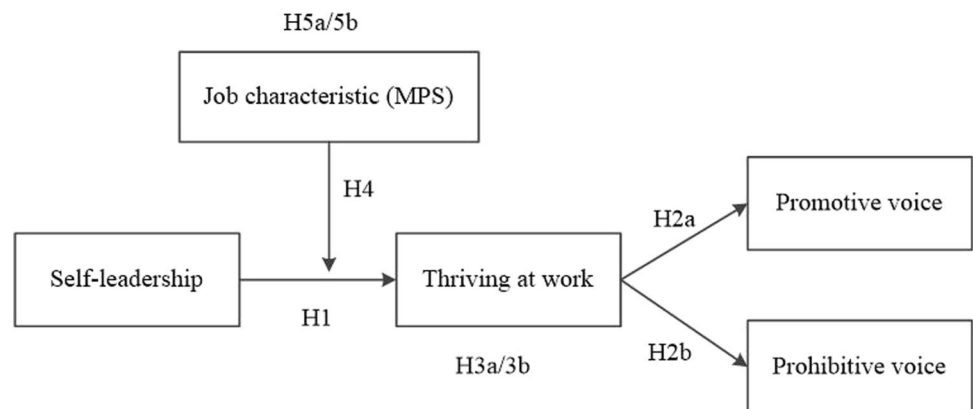 H5a/5b
Job characteristic (MPS)
H4
Self-leadership
H1
Thriving at work
H3a/3b
H2a
H2b
Promotive voice
Prohibitive voice